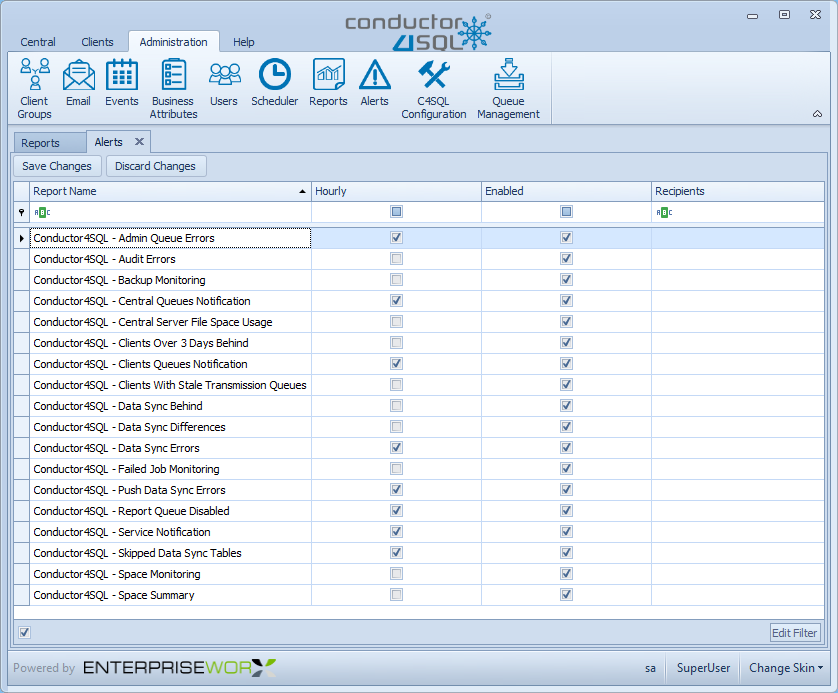 conductor
4SQL
Central Clients Administration Help
Client Groups Email Events Business Attributes Users Scheduler Reports Alerts C4SQL Configuration Queue Management
Reports Alerts
Save Changes Discard Changes
Report Name Hourly Enabled Recipients
ABC ABC
Conductor4SQL - Admin Queue Errors
Conductor4SQL - Audit Errors
Conductor4SQL - Backup Monitoring
Conductor4SQL - Central Queues Notification
Conductor4SQL - Central Server File Space Usage
Conductor4SQL - Clients Over 3 Days Behind
Conductor4SQL - Clients Queues Notification
Conductor4SQL - Clients With Stale Transmission Queues
Conductor4SQL - Data Sync Behind
Conductor4SQL - Data Sync Differences
Conductor4SQL - Data Sync Errors
Conductor4SQL - Failed Job Monitoring
Conductor4SQL - Push Data Sync Errors
Conductor4SQL - Report Queue Disabled
Conductor4SQL - Service Notification
Conductor4SQL - Skipped Data Sync Tables
Conductor4SQL - Space Monitoring
Conductor4SQL - Space Summary
Edit Filter
Powered by ENTERPRISEWORX sa SuperUser Change Skin